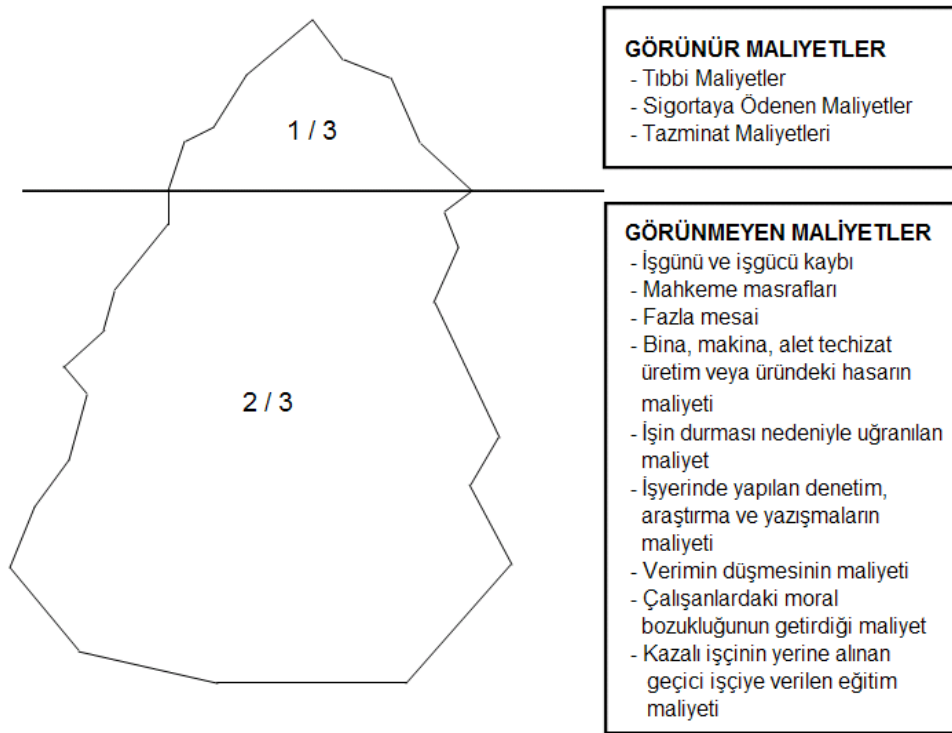 1 / 3
2 / 3
GÖRÜNÜR MALIYETLER
- Tıbbi Maliyetler
- Sigortaya Ödenen Maliyetler
- Tazminat Maliyetleri
GÖRÜNMEYEN MALİYETLER
- İşgünü ve işgücü kaybı
- Mahkeme masrafları
- Fazla mesai
- Bina, makina, alet techizat
üretim veya üründeki hasarın
maliyeti
- İşin durması nedeniyle uğranılan
maliyet
- İşyerinde yapılan denetim,
araştırma ve yazışmaların
maliyeti
- Verimin düşmesinin maliyeti
- Çalışanlardaki moral
bozukluğunun getirdiği maliyet
- Kazalı işçinin yerine alınan
geçici işçiye verilen eğitim
maliyeti